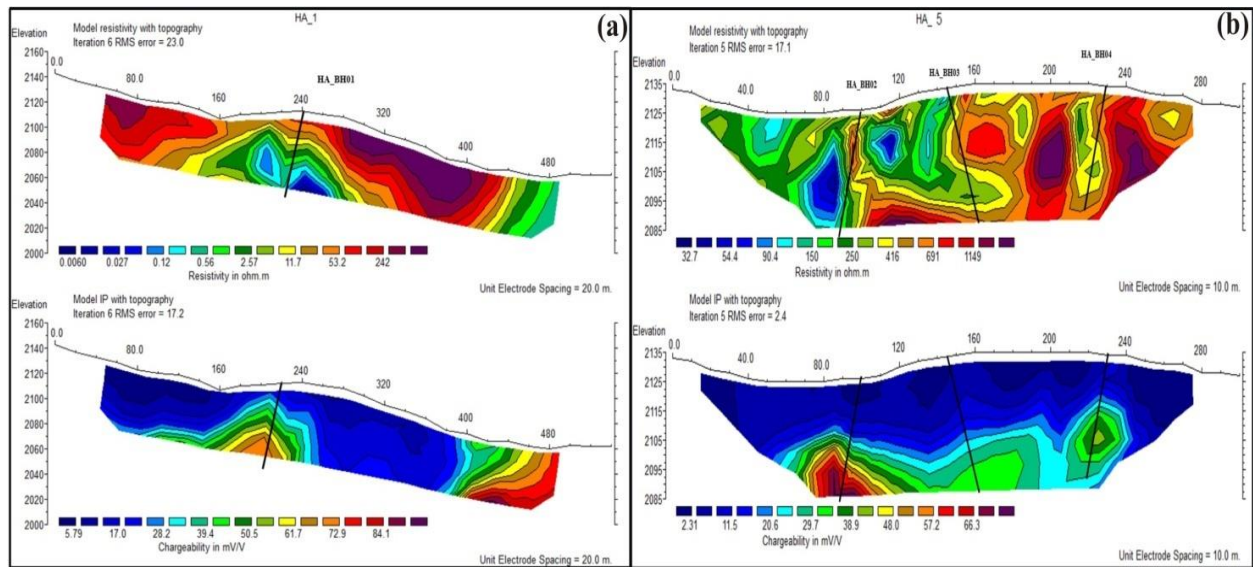 HA_1
(a)
Model resistivity with topography
Elevation
Iteration 6 RMS error = 23.0
2160
0.0
2140
80.0
HA_BH01
2120
160
240
2100
320
2080
400
2060
480
2040
2020
2000
0.0060 0.027 0.12 0.56 2.57 11.7 53.2 242
Resistivity in ohm.m
Unit Electrode Spacing = 20.0 m.
Model IP with topography
Elevation
Iteration 6 RMS error = 17.2
2160
0.0
2140
80.0
2120
160
240
2100
320
2080
400
2060
480
2040
2020
2000
5.79 17.0 28.2 39.4 50.5 61.7 72.9 84.1
Chargeability in mV/V
Unit Electrode Spacing = 20.0 m.
HA_ 5
(b)
Model resistivity with topography
Elevation
Iteration 5 RMS error = 17.1
HA_BH04
HA_BH03
HA_BH02
0.0 40.0 80.0 120 160 200 240 280
2135
2125
2115
2105
2095
2085
32.7 54.4 90.4 150 250 416 691 1149
Resistivity in ohm.m
Unit Electrode Spacing = 10.0 m.
Model IP with topography
Iteration 5 RMS error = 2.4
Elevation
0.0 40.0 80.0 120 160 200 240 280
2135
2125
2115
2105
2095
2085
2.31 11.5 20.6 29.7 38.9 48.0 57.2 66.3
Chargeability in mV/V
Unit Electrode Spacing = 10.0 m.